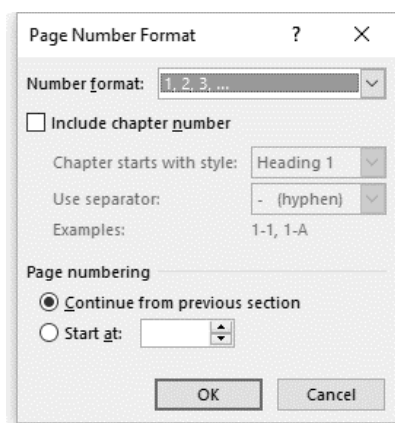 Page Number Format ?
Number format: 1, 2, 3, ...
Include chapter number
Chapter starts with style: Heading 1
Use separator: - (hyphen)
Examples: 1-1, 1-A
Page numbering
Continue from previous section
Start at:
OK Cancel